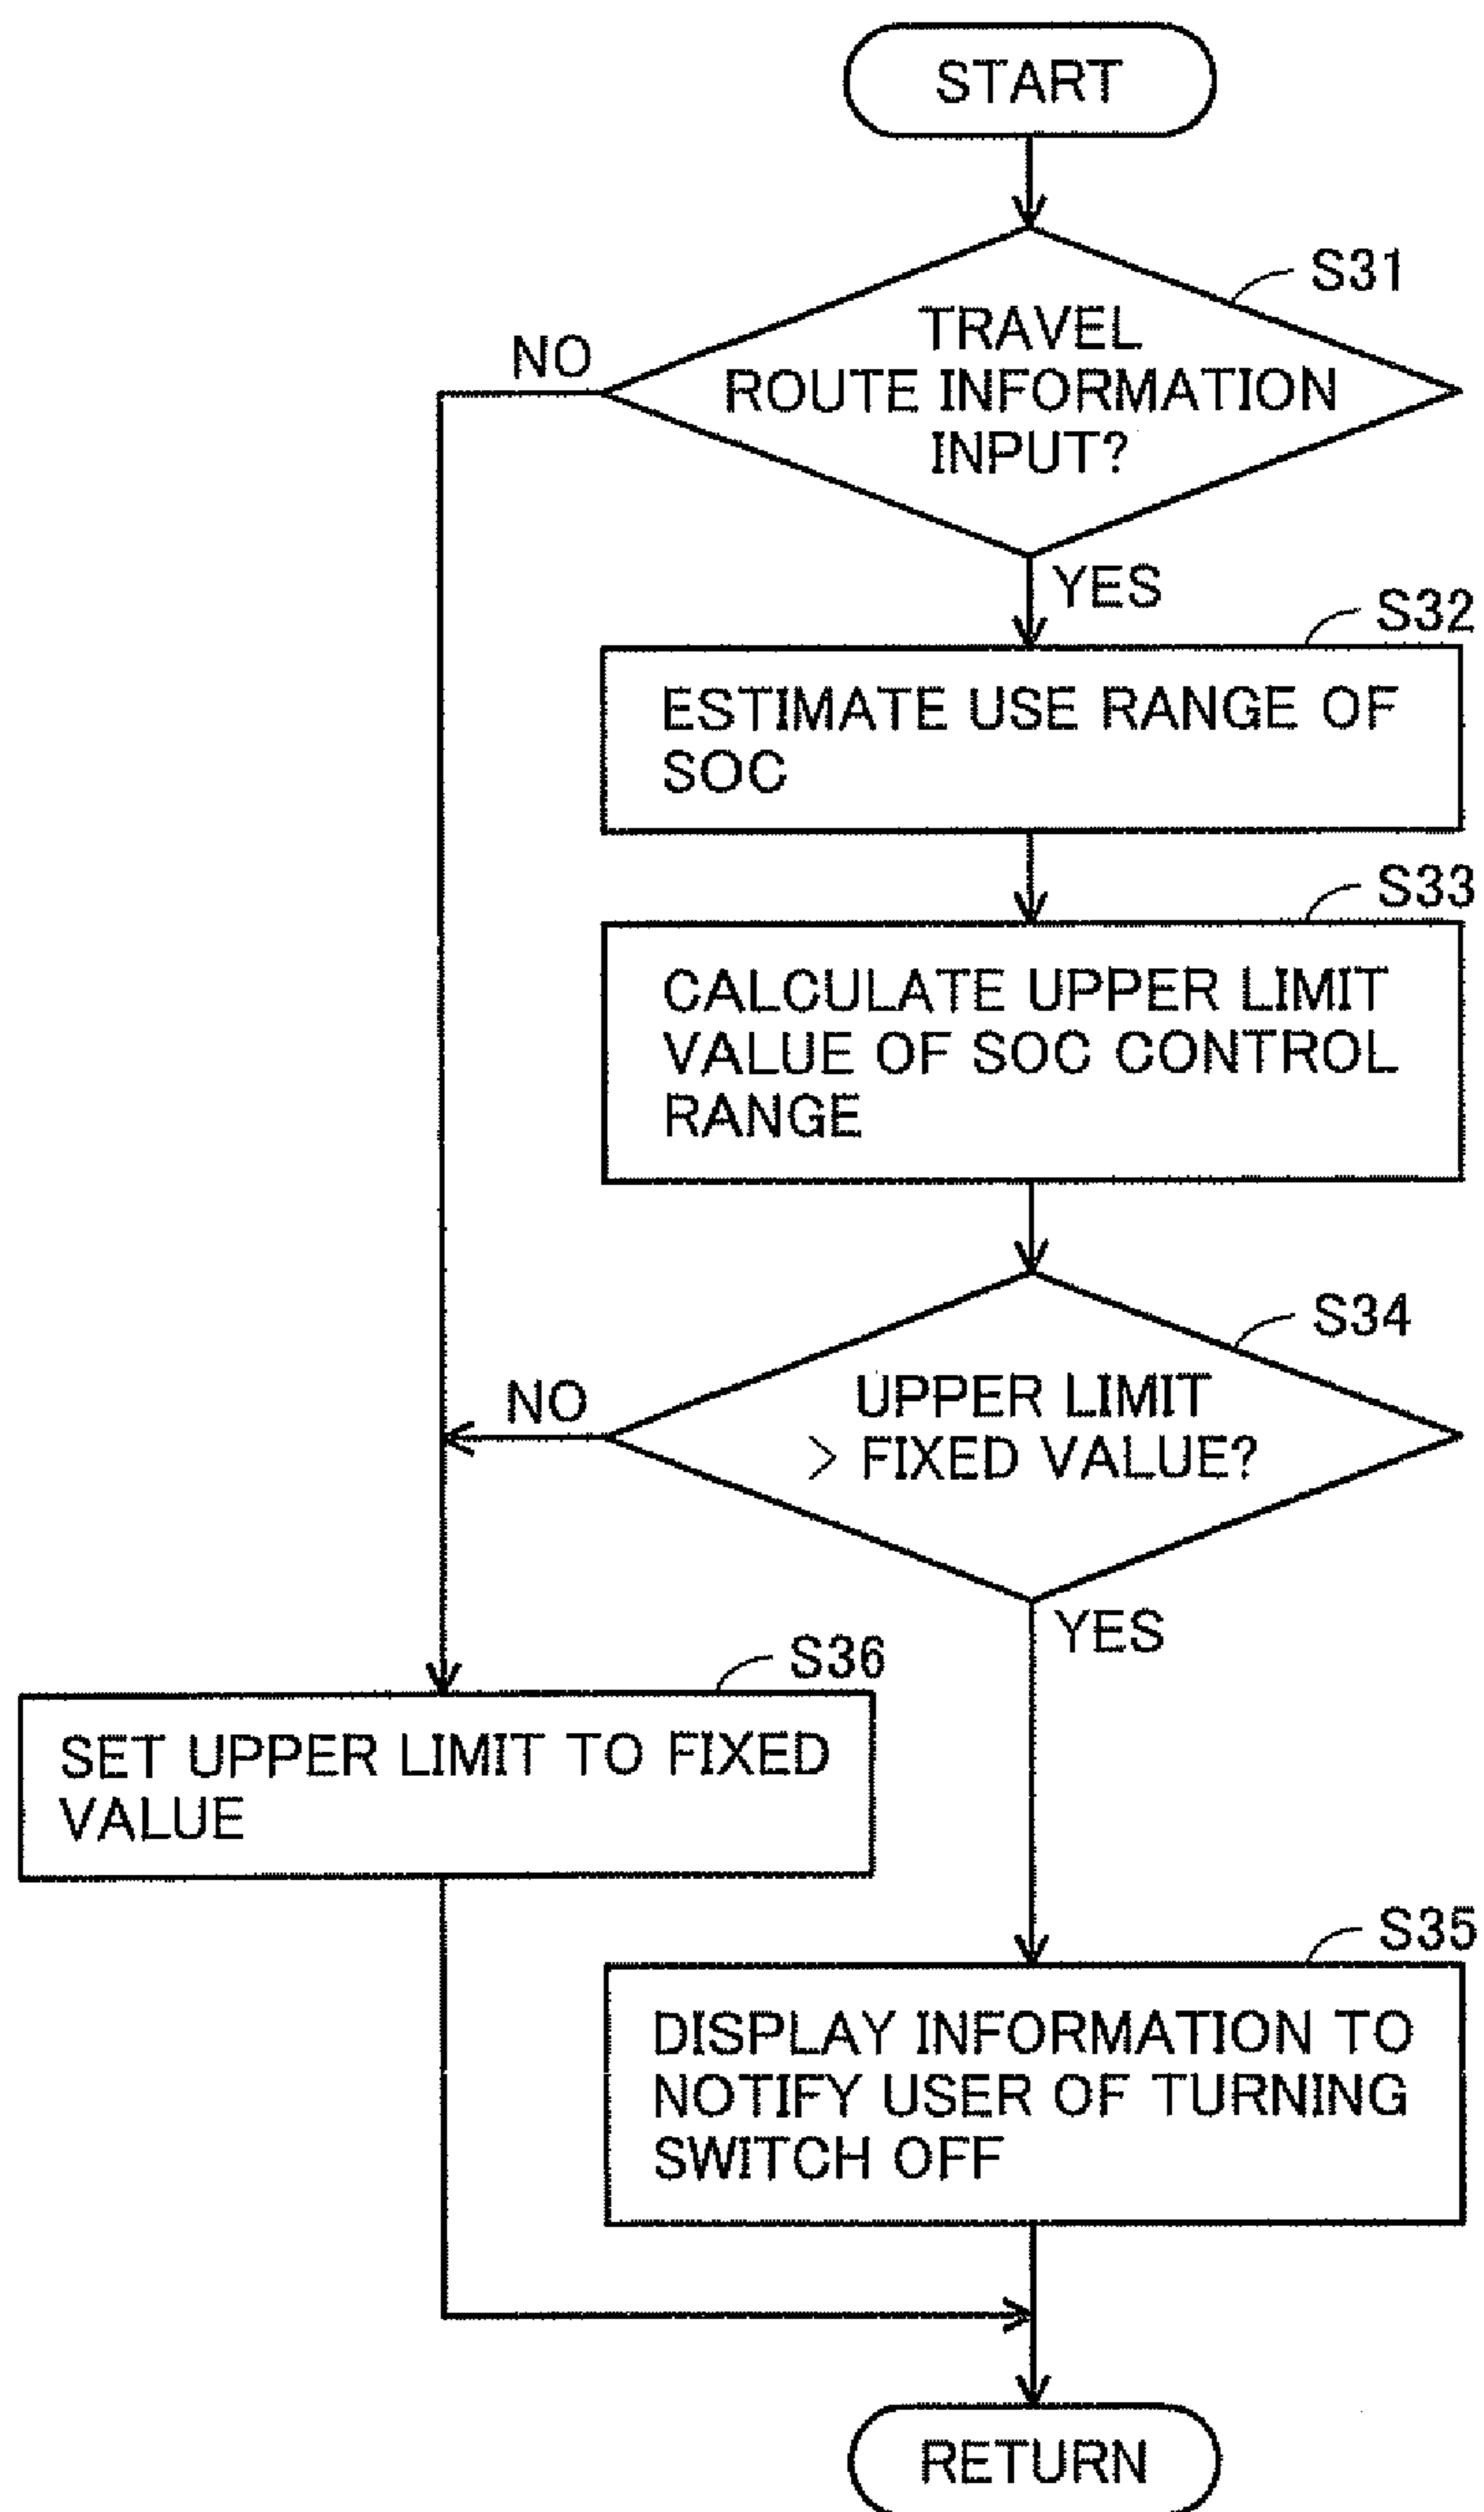 START
S31
TRAVEL
ROUTE INFORMATION
INPUT?
NO
YES
S32
ESTIMATE USE RANGE OF
SOC
S33
CALCULATE UPPER LIMIT
VALUE OF SOC CONTROL
RANGE
S34
UPPER LIMIT
> FIXED VALUE?
NO
YES
S36
SET UPPER LIMIT TO FIXED
VALUE
S35
DISPLAY INFORMATION TO
NOTIFY USER OF TURNING
SWITCH OFF
RETURN